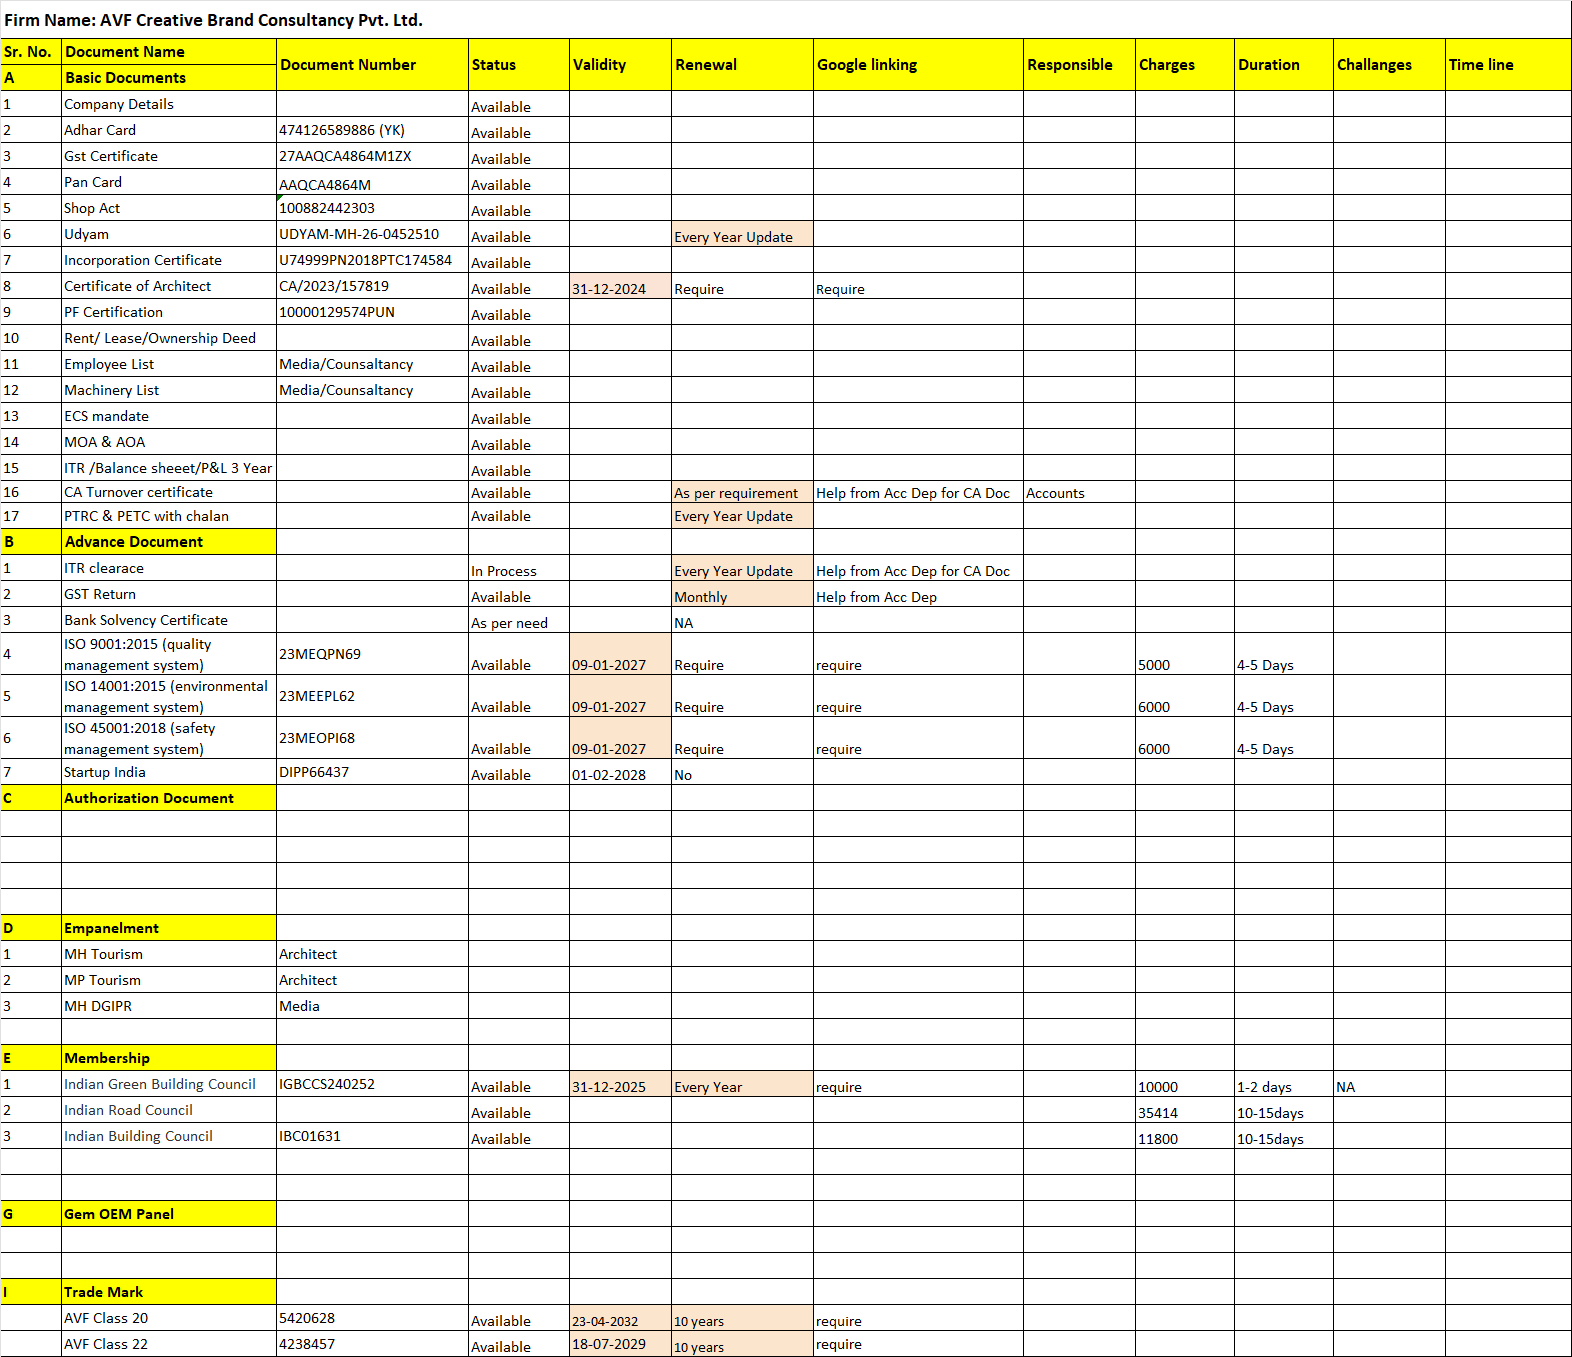 Firm Name: AVF Creative Brand Consultancy Pvt. Ltd.
Sr. No. Document Name Document Number Status Validity Renewal Google linking Responsible Charges Duration Challanges Time line
A Basic Documents
1 Company Details Available
2 Adhar Card 474126589886 (YK) Available
3 Gst Certificate 27AAQCA4864M1ZX Available
4 Pan Card AAQCA4864M Available
5 Shop Act 100882442303 Available
6 Udyam UDYAM-MH-26-0452510 Available Every Year Update
7 Incorporation Certificate U74999PN2018PTC174584 Available
8 Certificate of Architect CA/2023/157819 Available 31-12-2024 Require Require
9 PF Certification 10000129574PUN Available
10 Rent/ Lease/Ownership Deed Available
11 Employee List Media/Counsaltancy Available
12 Machinery List Media/Counsaltancy Available
13 ECS mandate Available
14 MOA & AOA Available
15 ITR /Balance sheeet/P&L 3 Year Available
16 CA Turnover certificate Available As per requirement Help from Acc Dep for CA Doc Accounts
17 PTRC & PETC with chalan Available Every Year Update
B Advance Document
1 ITR clearace In Process Every Year Update Help from Acc Dep for CA Doc
2 GST Return Available Monthly Help from Acc Dep
3 Bank Solvency Certificate As per need NA
4 ISO 9001:2015 (quality
management system) 23MEQPN69 Available 09-01-2027 Require require 5000 4-5 Days
5 ISO 14001:2015 (environmental
management system) 23MEEPL62 Available 09-01-2027 Require require 6000 4-5 Days
6 ISO 45001:2018 (safety
management system) 23MEOPI68 Available 09-01-2027 Require require 6000 4-5 Days
7 Startup India DIPP66437 Available 01-02-2028 No
C Authorization Document
D Empanelment
1 MH Tourism Architect
2 MP Tourism Architect
3 MH DGIPR Media
E Membership
1 Indian Green Building Council IGBCCS240252 Available 31-12-2025 Every Year require 10000 1-2 days NA
2 Indian Road Council Available 35414 10-15days
3 Indian Building Council IBC01631 Available 11800 10-15days
G Gem OEM Panel
I Trade Mark
AVF Class 20 5420628 Available 23-04-2032 10 years require
AVF Class 22 4238457 Available 18-07-2029 10 years require